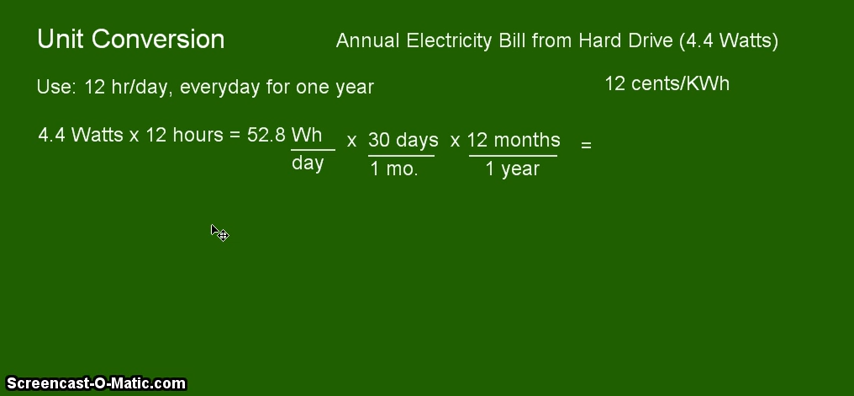 Unit Conversion
Annual Electricity Bill from Hard Drive (4.4 Watts)
Use: 12 hr/day, everyday for one year
12 cents/KWh
4.4 Watts x 12 hours = 52.8 Wh x 30 days x 12 months =
day 1 mo. 1 year
Screencast-O-Matic.com